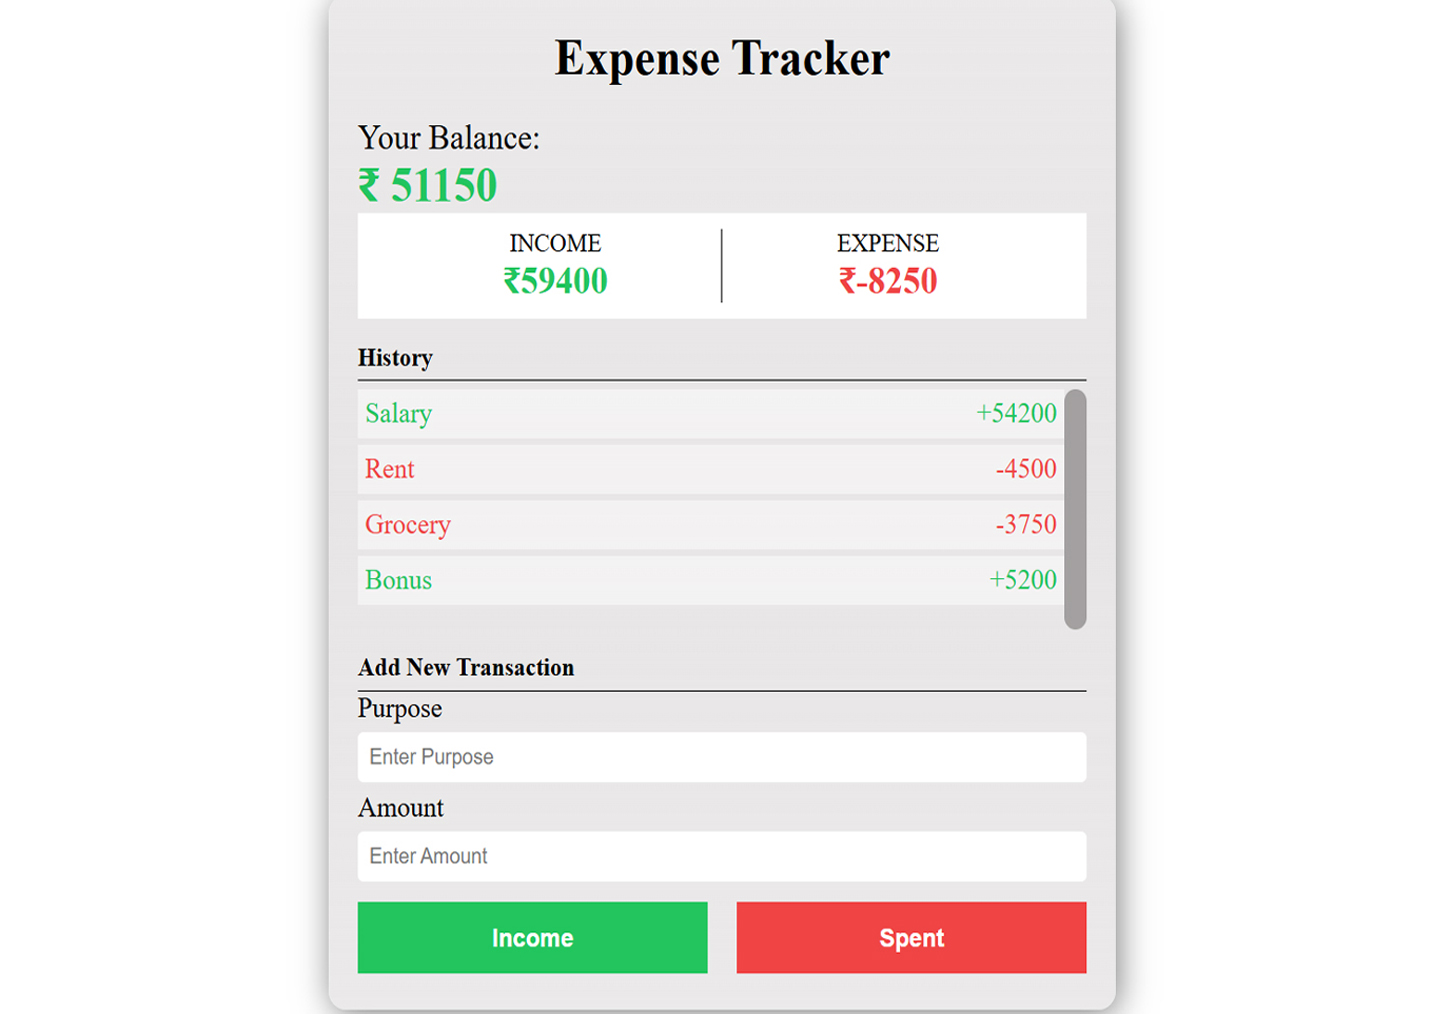 Expense Tracker
Your Balance:
₹ 51150
INCOME EXPENSE
₹59400 ₹-8250
History
Salary +54200
Rent -4500
Grocery -3750
Bonus +5200
Add New Transaction
Purpose
Enter Purpose
Amount
Enter Amount
Income Spent